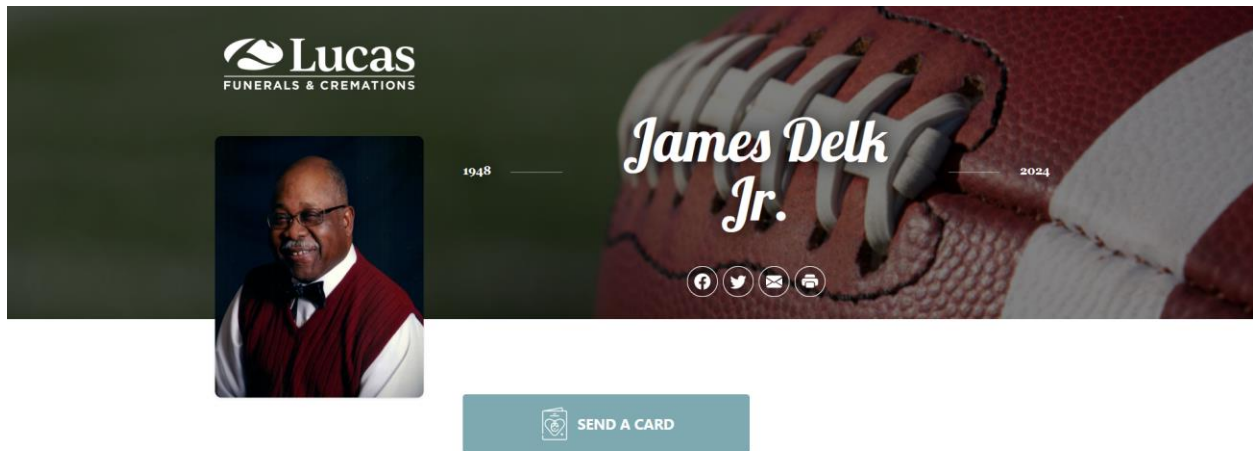 Lucas
FUNERALS & CREMATIONS
1948
James Delk
Jr.
2024
SEND A CARD